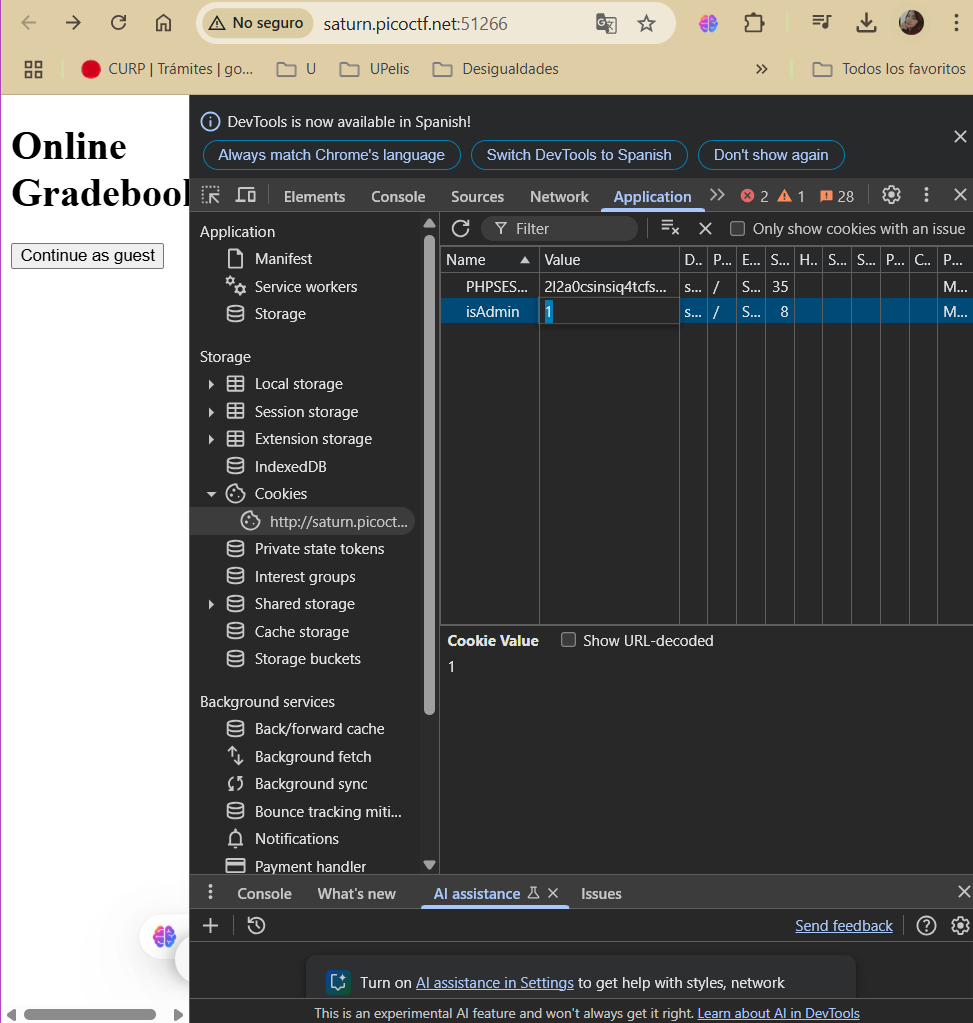 No seguro saturn.picoctf.net:51266
CURP | Trámites | go... U UPelis Desigualdades » Todos los favoritos
Online
Gradebool
Continue as guest
DevTools is now available in Spanish!
Always match Chrome's language Switch DevTools to Spanish Don't show again
Elements Console Sources Network Application 2 1 28
Application
Manifest
Service workers
Storage
Storage
Local storage
Session storage
Extension storage
IndexedDB
Cookies
http://saturn.picoct...
Private state tokens
Interest groups
Shared storage
Cache storage
Storage buckets
Background services
Back/forward cache
Background fetch
Background sync
Bounce tracking miti...
Notifications
Payment handler
Filter Only show cookies with an issue
Name Value D.. P... E... S... H.. S... S... P... C... P...
PHPSES... 2l2a0csinsiq4tcfs... s... / S... 35 M...
isAdmin 1 s... / S... 8 M...
Cookie Value Show URL-decoded
1
Console What's new AI assistance Issues
Send feedback
Turn on AI assistance in Settings to get help with styles, network
This is an experimental AI feature and won't always get it right. Learn about AI in DevTools